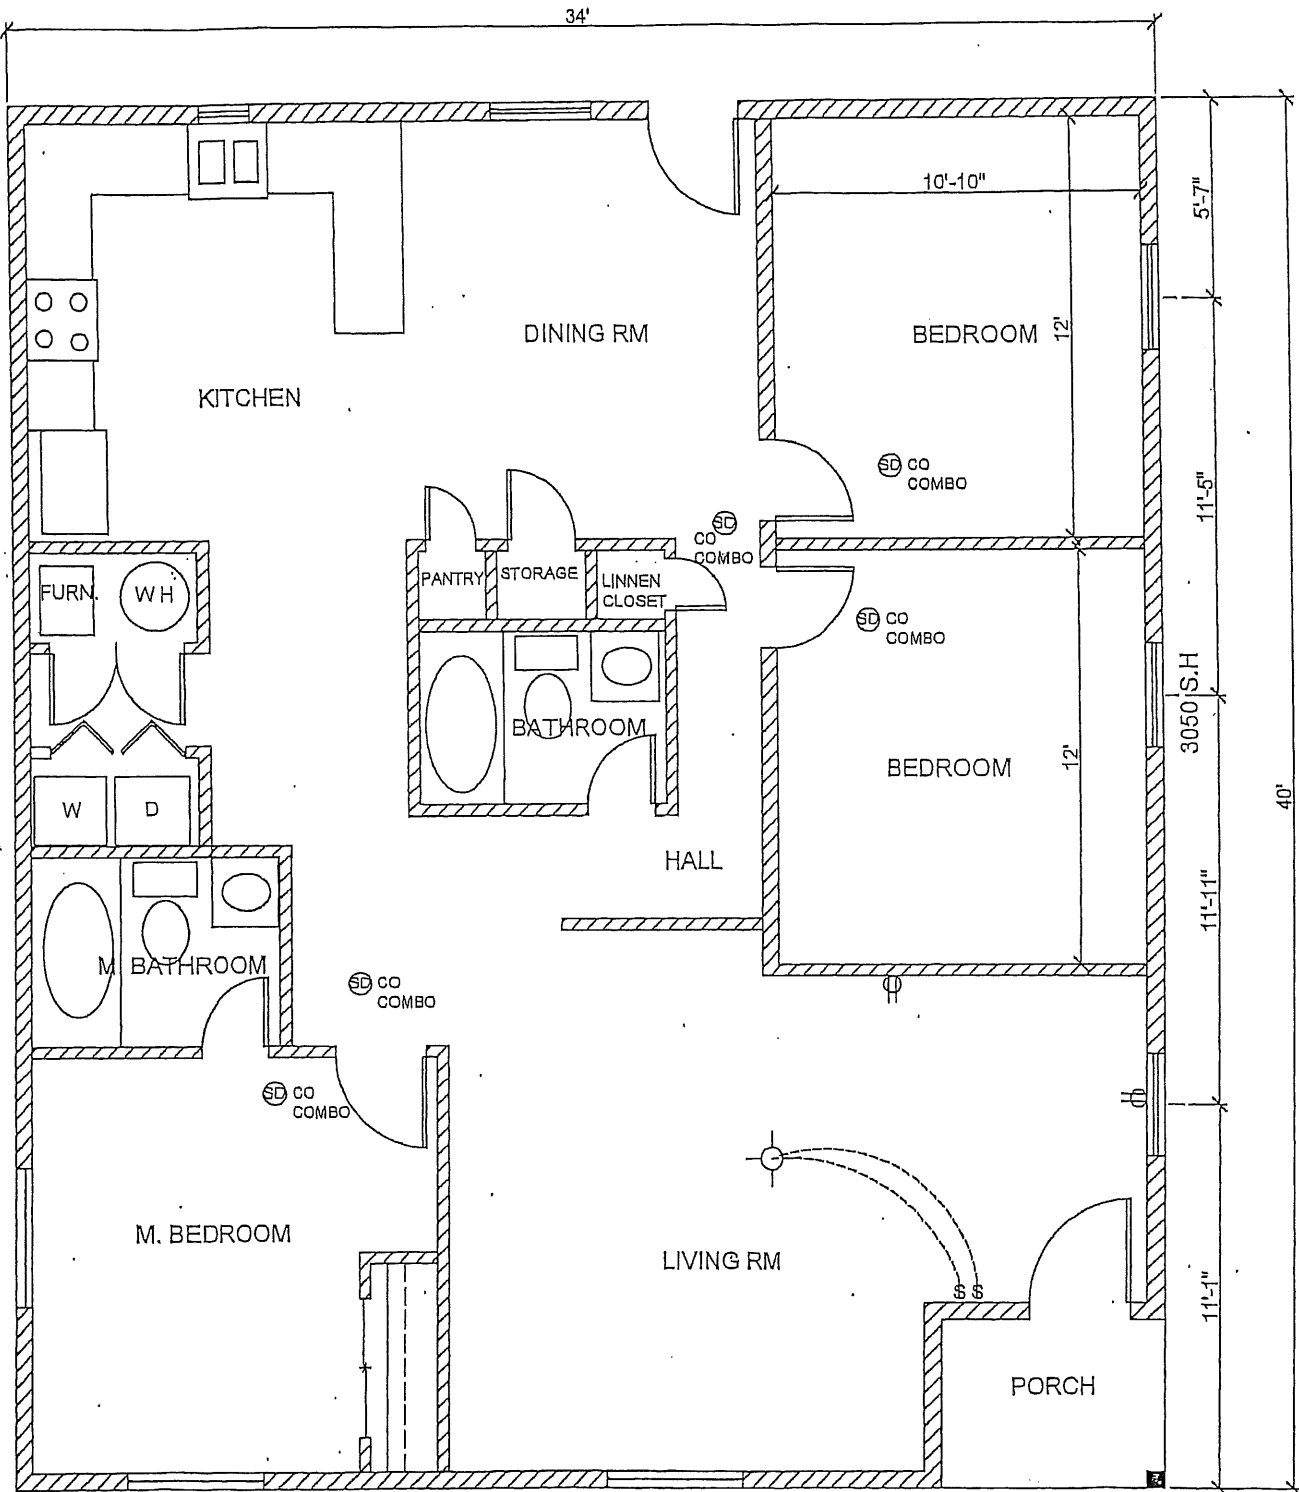 34'
10'-10"
5'-7"
DINING RM
BEDROOM
12'
KITCHEN
SD CO
COMBO
11'-5"
SD
CO
COMBO
PANTRY
STORAGE
LINNEN
CLOSET
FURN.
WH
SD CO
COMBO
3050 S.H
BATHROOM
BEDROOM
12'
40'
W
D
HALL
11'-11"
M. BATHROOM
SD CO
COMBO
SD CO
COMBO
M. BEDROOM
LIVING RM
S S
11'-1"
PORCH